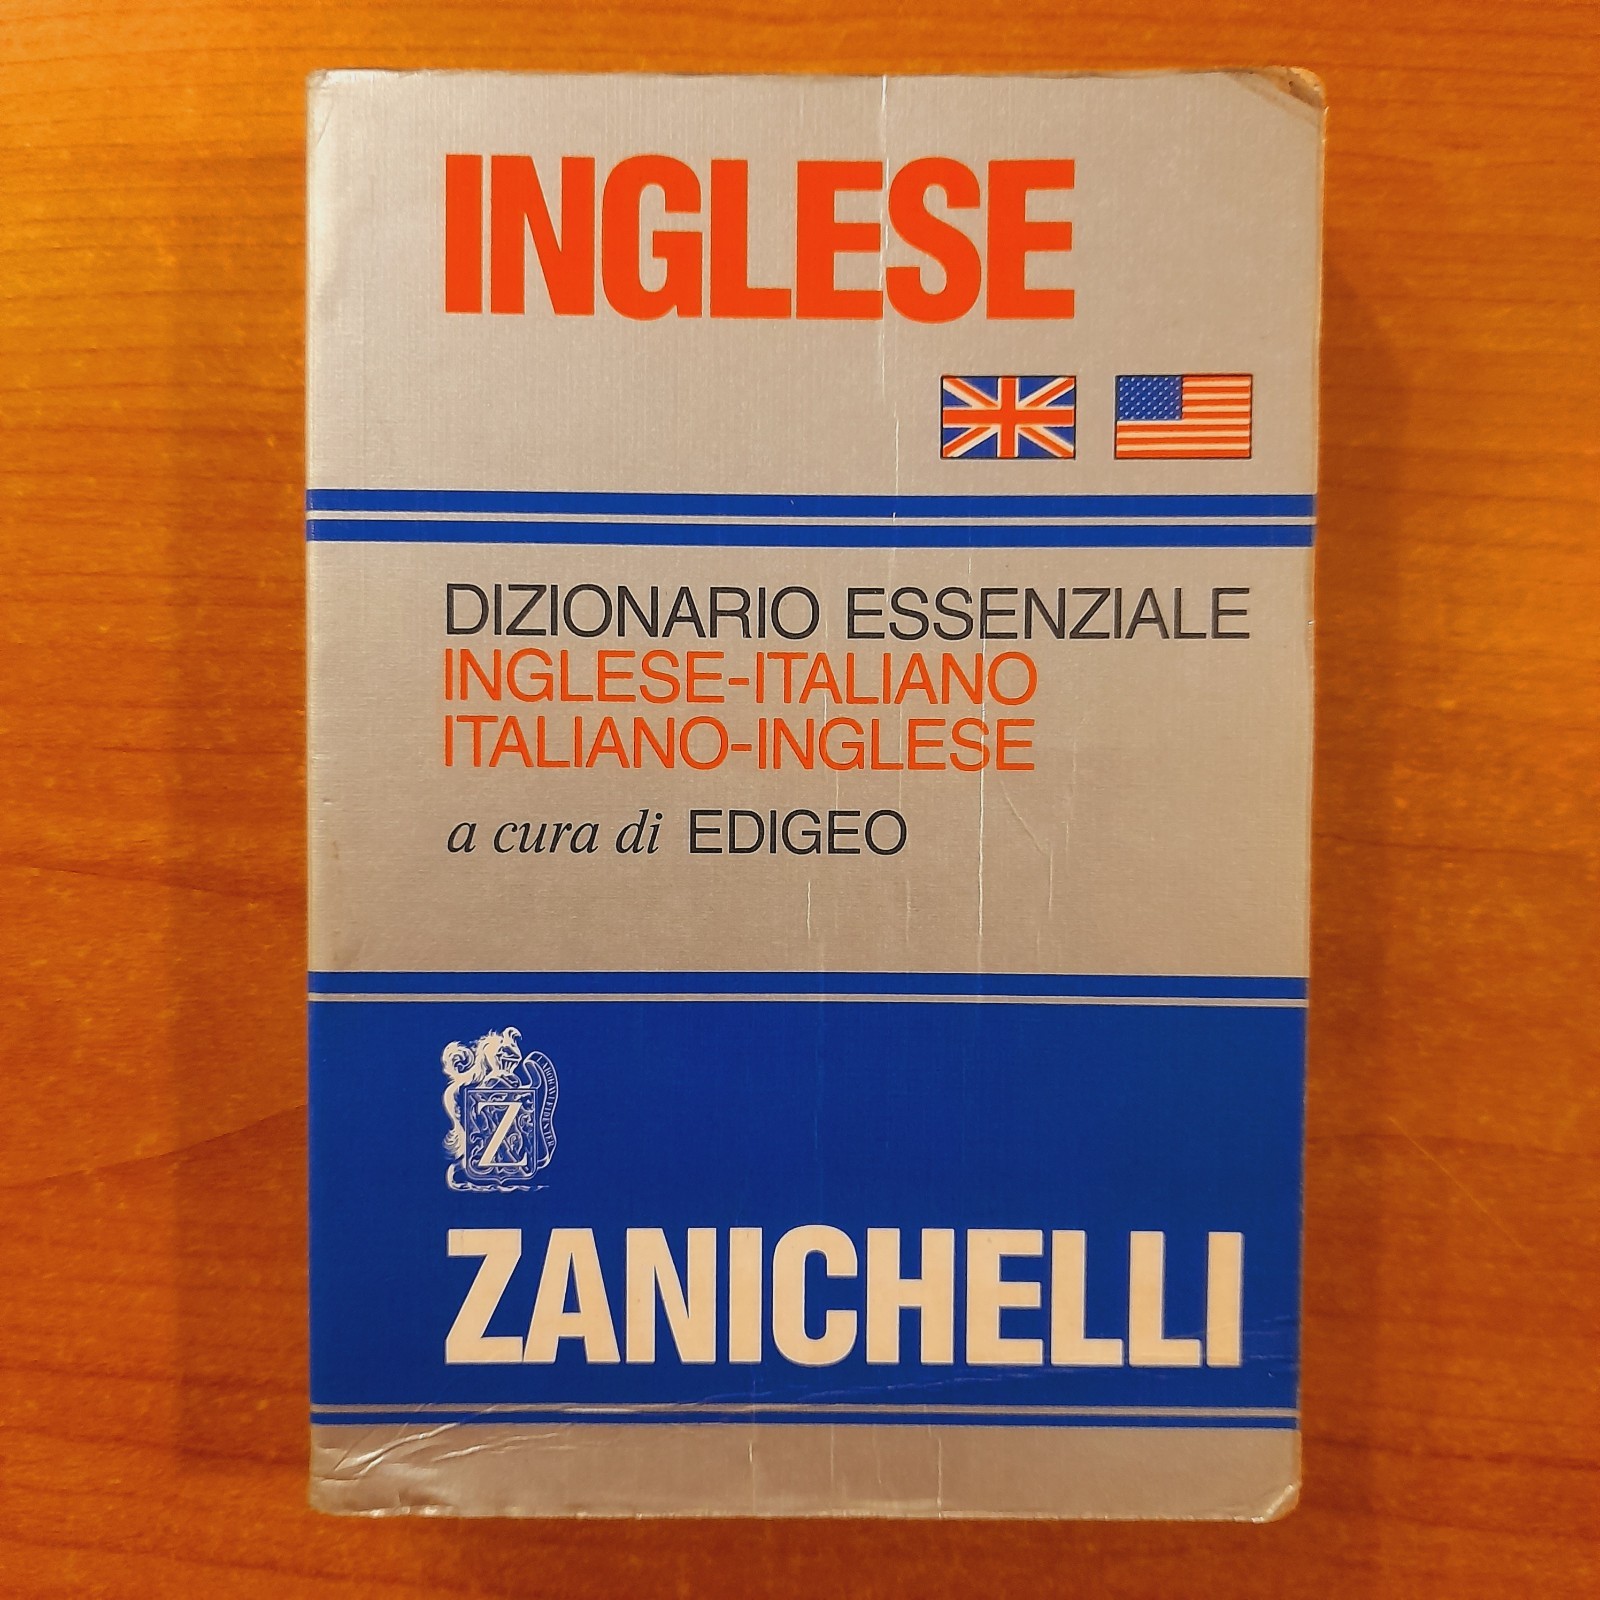 INGLESE
DIZIONARIO ESSENZIALE
INGLESE-ITALIANO
ITALIANO-INGLESE
a cura di EDIGEO
Z
ZANICHELLI